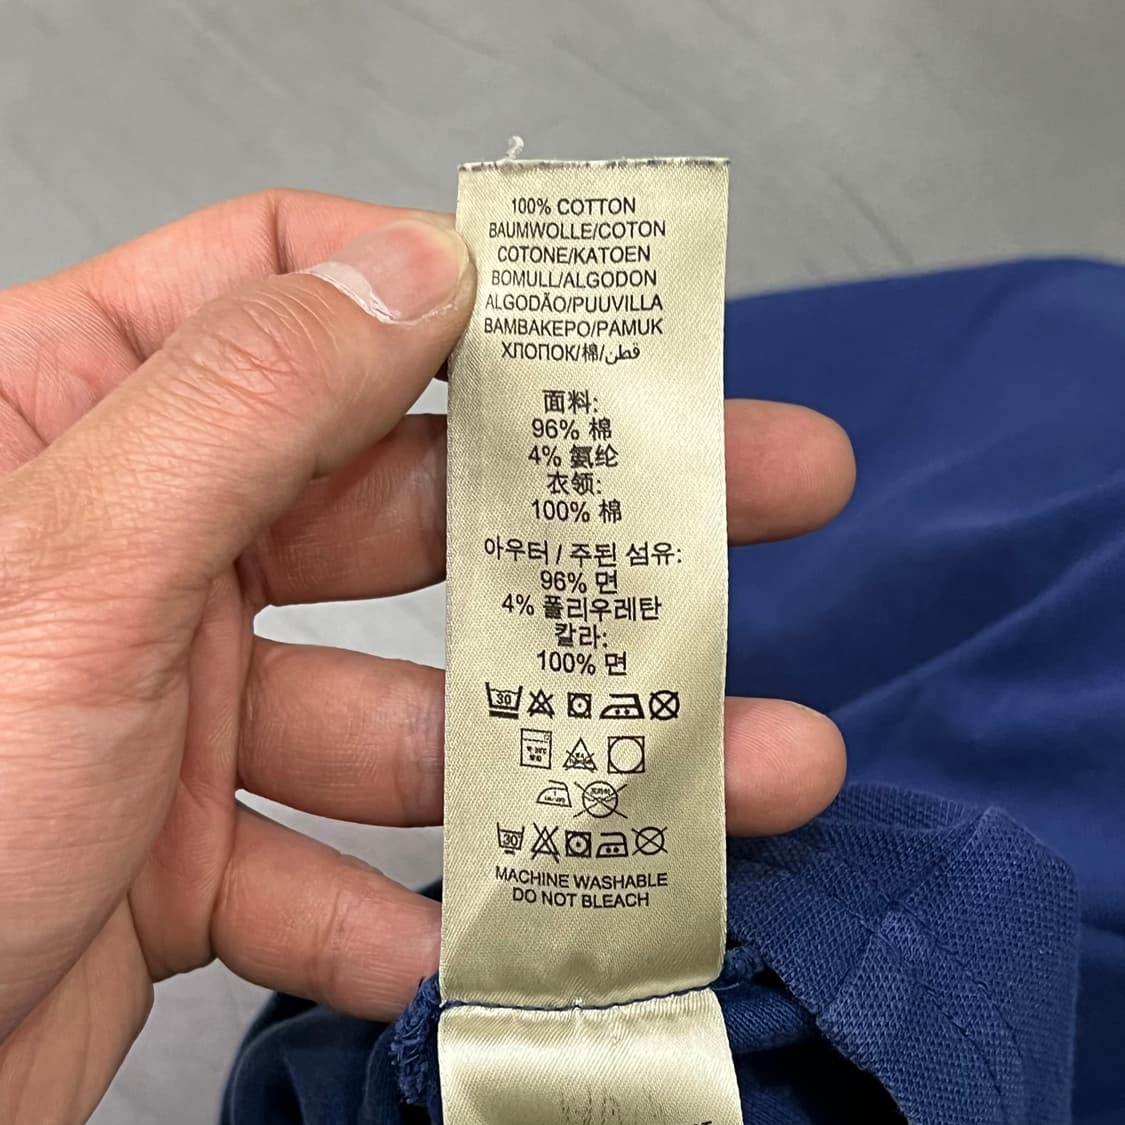 100% COTTON
BAUMWOLLE/COTON
COTONE/KATOEN
BOMULL/ALGODON
ALGODÃO/PUUVILLA
BAMBAKEPO/PAMUK
ХЛОПОК/棉/قطن
面料:
96% 棉
4% 氨纶
衣领:
100% 棉
아우터 / 주된 섬유:
96% 면
4% 폴리우레탄
칼라:
100% 면
30
30
MACHINE WASHABLE
DO NOT BLEACH